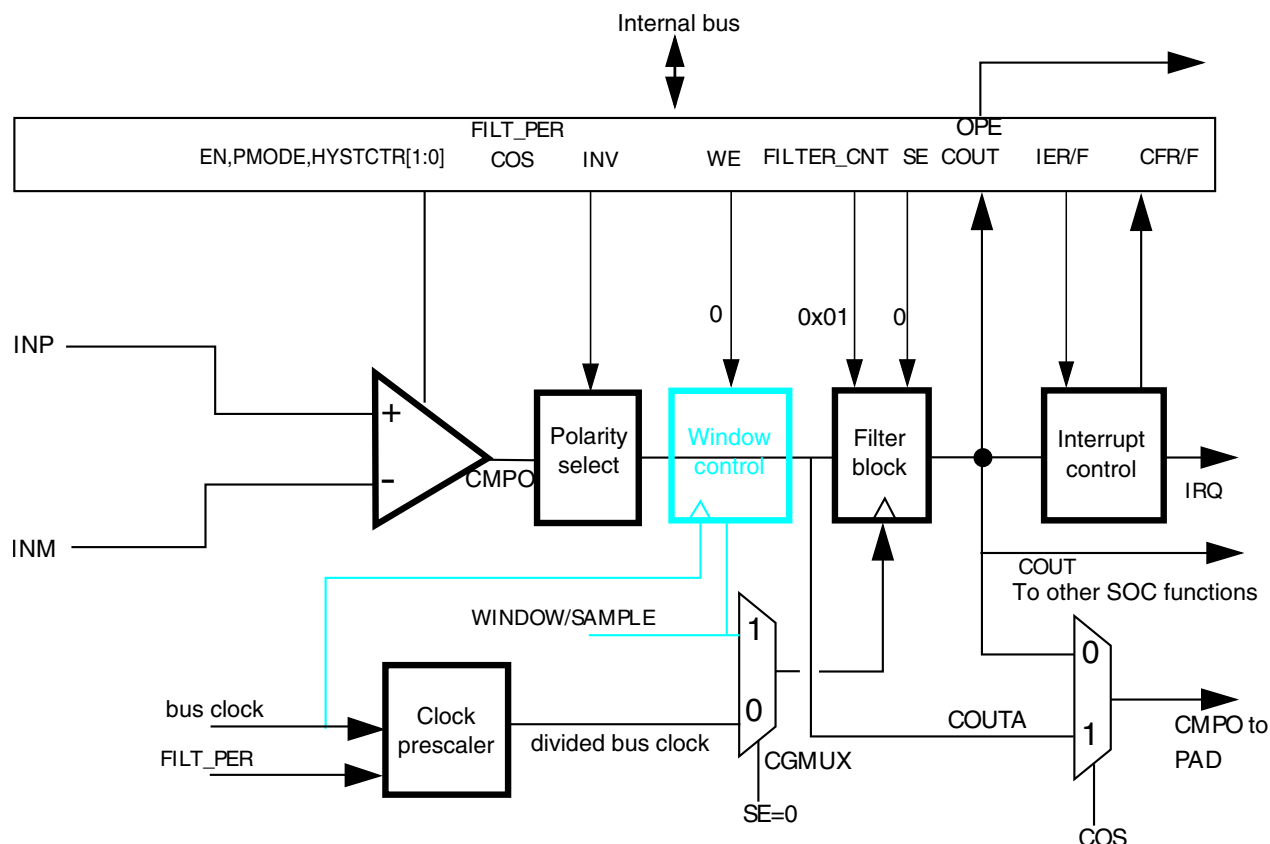 Internal bus
FILT_PER
OPE
EN,PMODE,HYSTCTR[1:0]
COS
INV
WE
FILTER_CNT
SE
COUT
IER/F
CFR/F
0
0x01
0
INP
+
Polarity
select
Window
control
Filter
block
Interrupt
control
-
CMPO
IRQ
INM
COUT
To other SOC functions
WINDOW/SAMPLE
1
0
bus clock
Clock
prescaler
0
divided bus clock
COUTA
1
CMPO to
PAD
FILT_PER
CGMUX
SE=0
COS